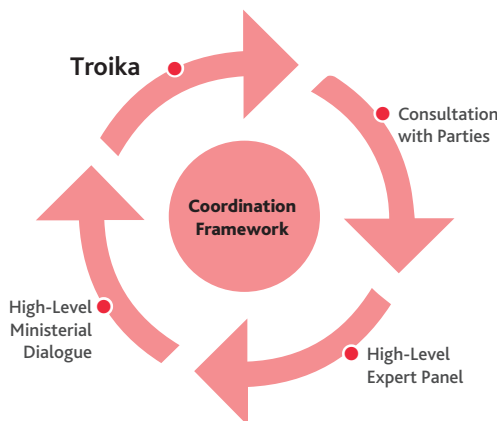 Troika
Consultation
with Parties
Coordination
Framework
High-Level
Ministerial
Dialogue
High-Level
Expert Panel